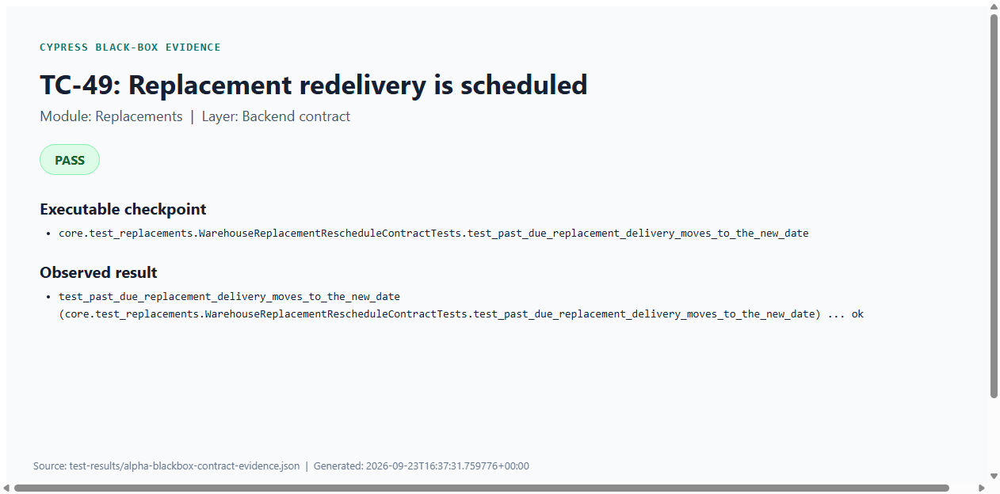 CYPRESS BLACK-BOX EVIDENCE
TC-49: Replacement redelivery is scheduled
Module: Replacements | Layer: Backend contract
PASS
Executable checkpoint
• core.test_replacements.WarehouseReplacementRescheduleContractTests.test_past_due_replacement_delivery_moves_to_the_new_date
Observed result
• test_past_due_replacement_delivery_moves_to_the_new_date
(core.test_replacements.WarehouseReplacementRescheduleContractTests.test_past_due_replacement_delivery_moves_to_the_new_date) ... ok
Source: test-results/alpha-blackbox-contract-evidence.json | Generated: 2026-09-23T16:37:31.759776+00:00